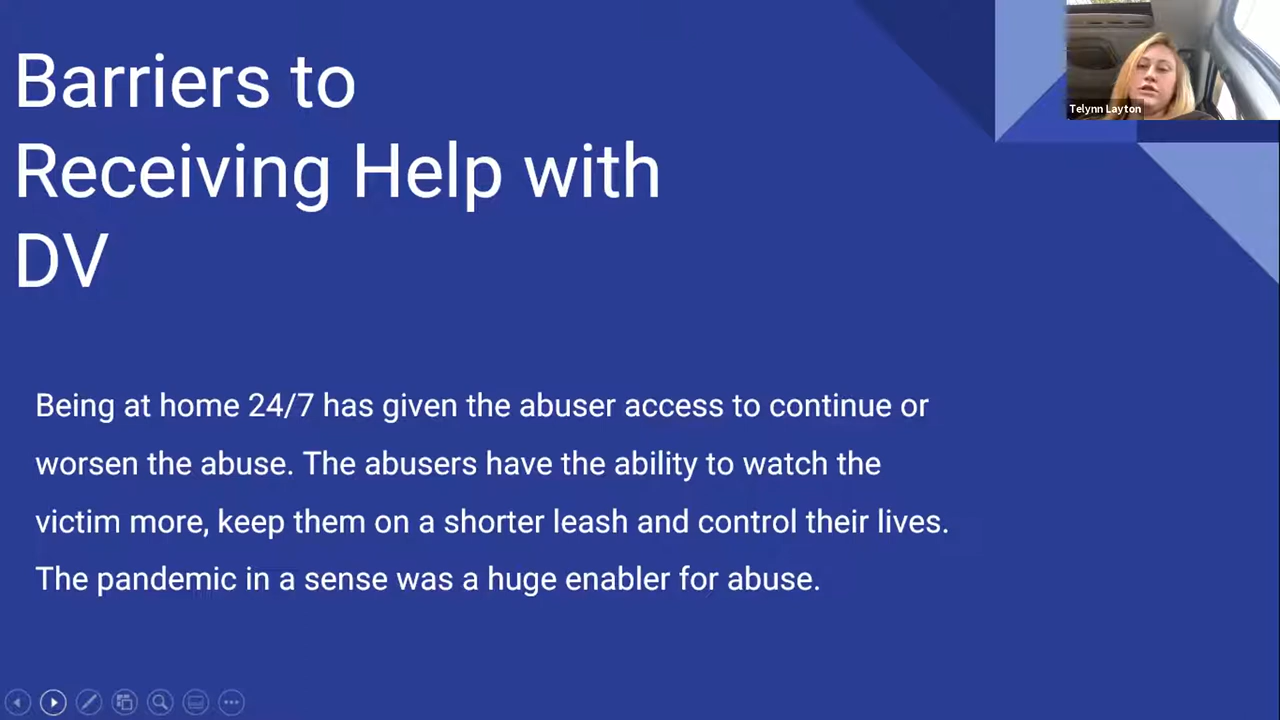 Barriers to
Receiving Help with
DV
Telynn Layton
Being at home 24/7 has given the abuser access to continue or
worsen the abuse. The abusers have the ability to watch the
victim more, keep them on a shorter leash and control their lives.
The pandemic in a sense was a huge enabler for abuse.